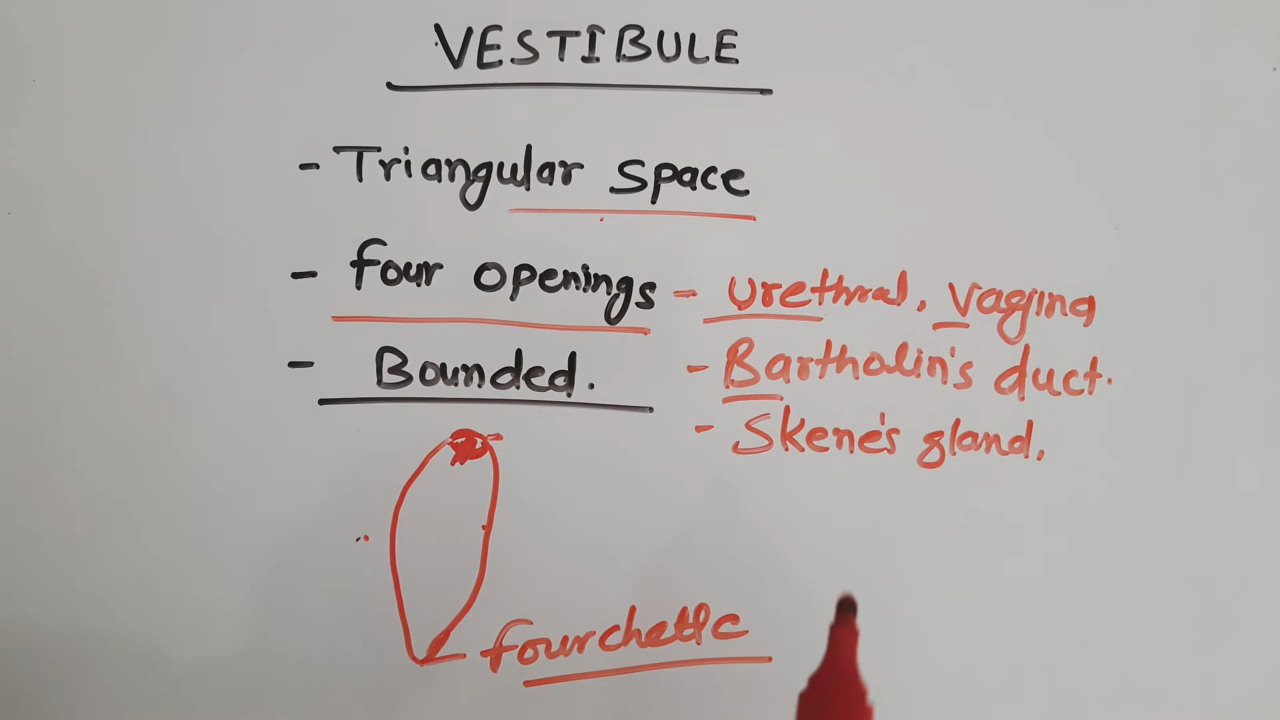 VESTIBULE
- Triangular space
- four openings - Urethral, Vagina
- Bartholin's duct.
- Skene's gland.
- Bounded.
fourchette